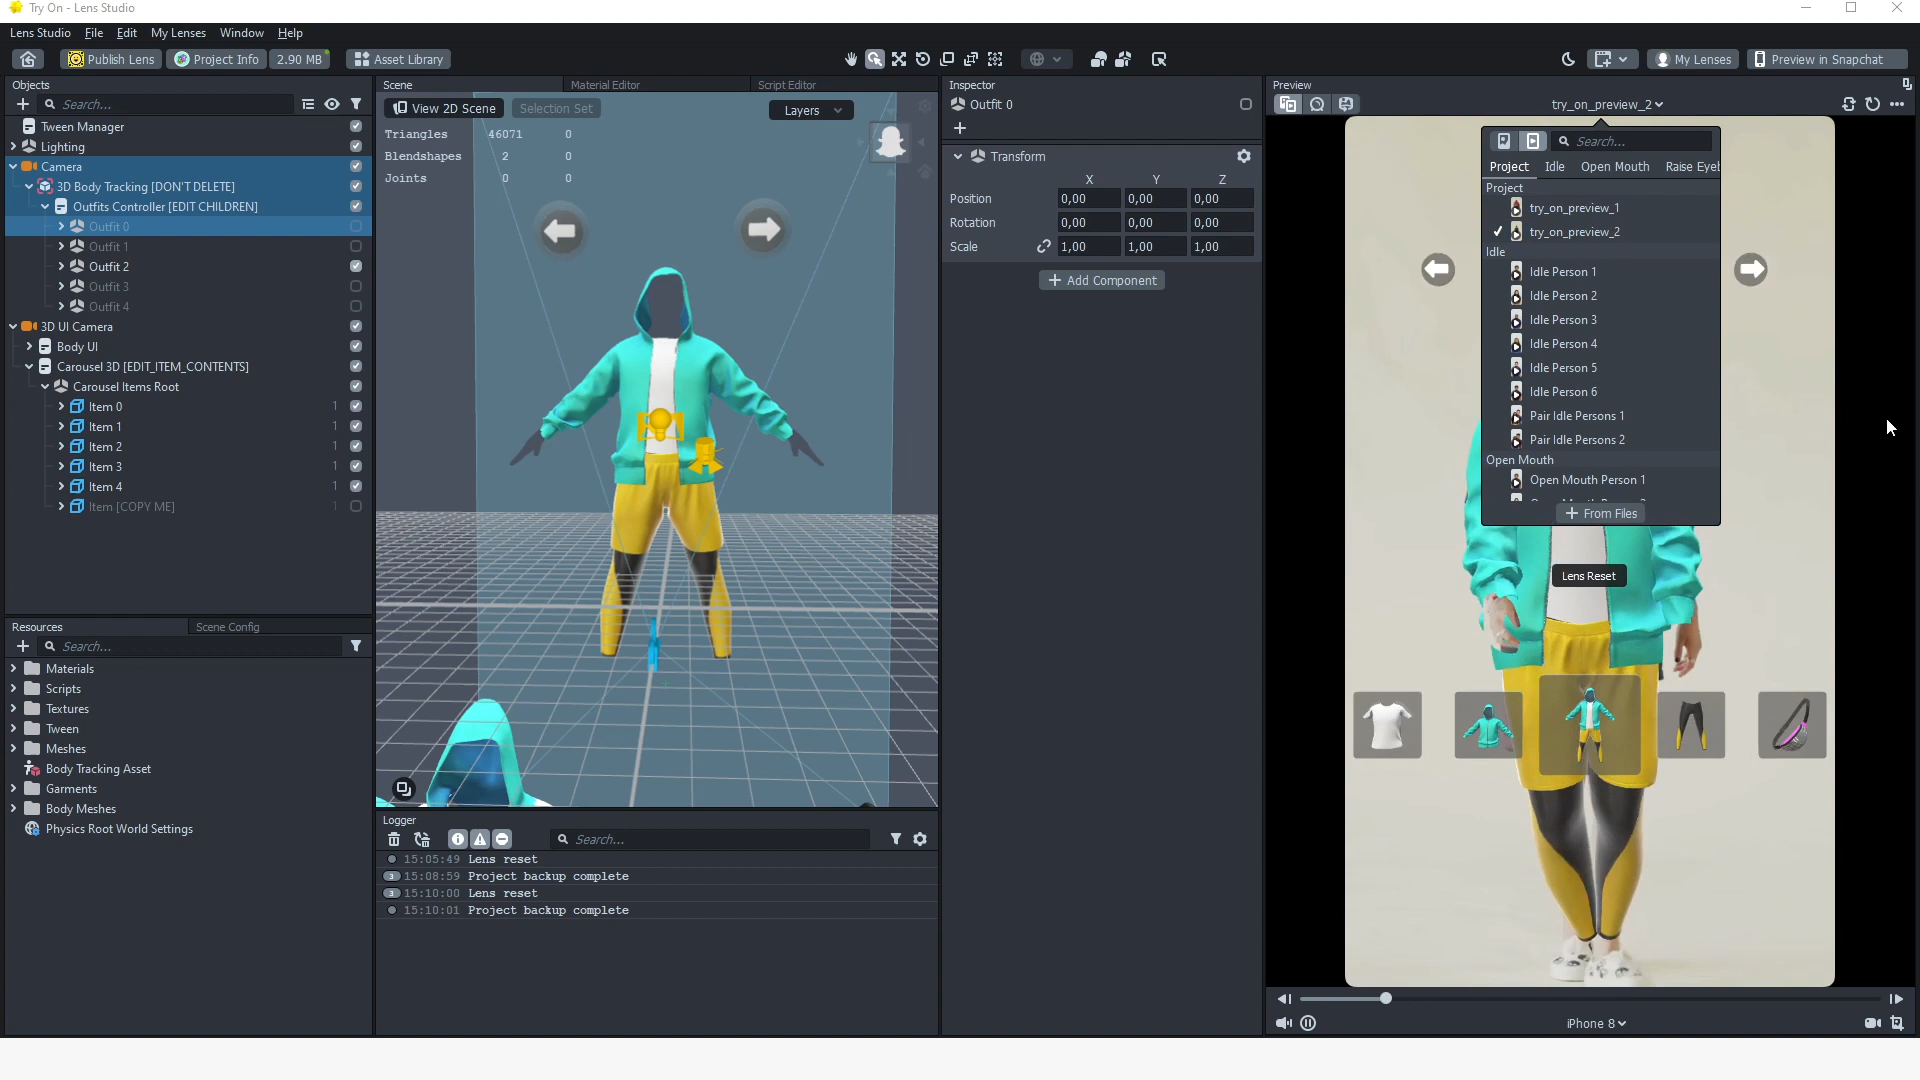 Try On - Lens Studio
Lens Studio File Edit My Lenses Window Help
Publish Lens Project Info 2.90 MB Asset Library My Lenses Preview in Snapchat
Objects
Search...
Tween Manager
Lighting
Camera
3D Body Tracking [DON'T DELETE]
Outfits Controller [EDIT CHILDREN]
Outfit 0
Outfit 1
Outfit 2
Outfit 3
Outfit 4
3D UI Camera
Body UI
Carousel 3D [EDIT_ITEM_CONTENTS]
Carousel Items Root
Item 0 1
Item 1 1
Item 2 1
Item 3 1
Item 4 1
Item [COPY ME] 1
Resources Scene Config
Search...
Materials
Scripts
Textures
Tween
Meshes
Body Tracking Asset
Garments
Body Meshes
Physics Root World Settings
Scene Material Editor Script Editor
View 2D Scene Selection Set Layers
Triangles 46071 0
Blendshapes 2 0
Joints 0 0
Logger
Search...
15:05:49 Lens reset
3 15:08:59 Project backup complete
3 15:10:00 Lens reset
15:10:01 Project backup complete
Inspector
Outfit 0
Transform
X Y Z
Position 0,00 0,00 0,00
Rotation 0,00 0,00 0,00
Scale 1,00 1,00 1,00
+ Add Component
Preview
try_on_preview_2
Search...
Project Idle Open Mouth Raise Eyel
Project
try_on_preview_1
try_on_preview_2
Idle
Idle Person 1
Idle Person 2
Idle Person 3
Idle Person 4
Idle Person 5
Idle Person 6
Pair Idle Persons 1
Pair Idle Persons 2
Open Mouth
Open Mouth Person 1
+ From Files
Lens Reset
iPhone 8